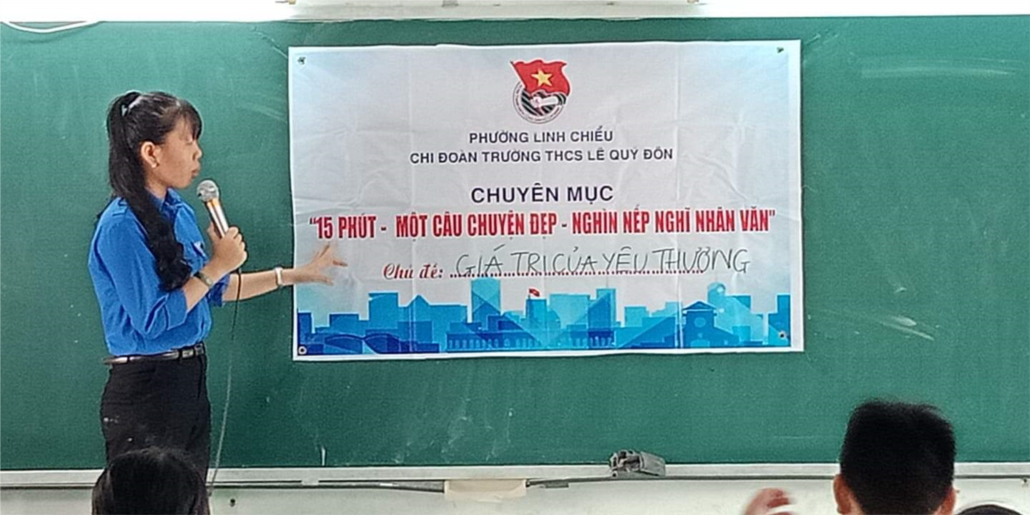 PHƯỜNG LINH CHIỂU
CHI ĐOÀN TRƯỜNG THCS LÊ QUÝ ĐÔN
CHUYÊN MỤC
"15 PHÚT - MỘT CÂU CHUYỆN ĐẸP - NGHÌN NẾP NGHĨ NHÂN VĂN"
Chủ đề: GIÁ TRỊ CỦA YÊU THƯƠNG